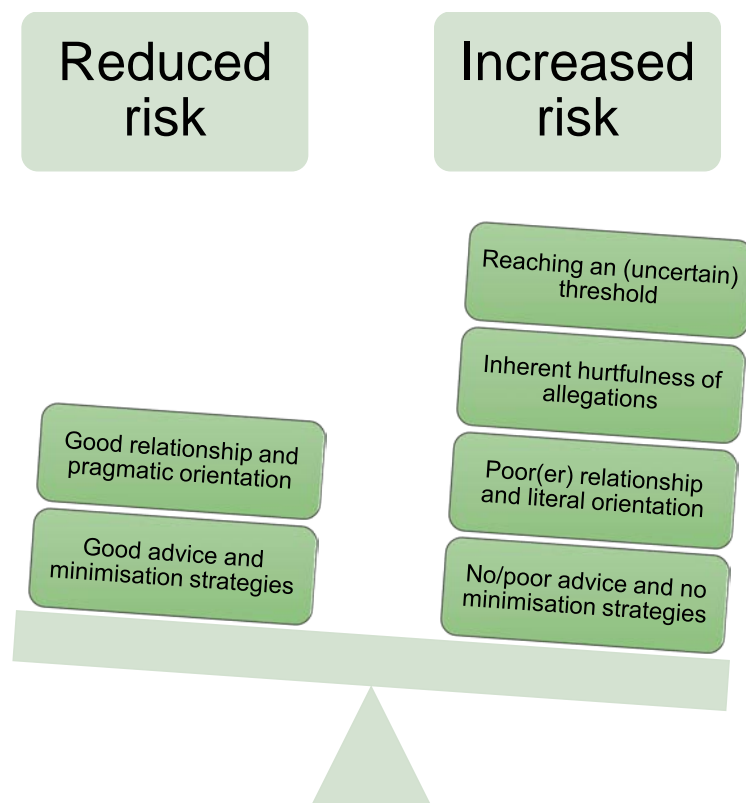 Reduced
risk
Increased
risk
Good relationship and
pragmatic orientation
Good advice and
minimisation strategies
Reaching an (uncertain)
threshold
Inherent hurtfulness of
allegations
Poor(er) relationship
and literal orientation
No/poor advice and no
minimisation strategies